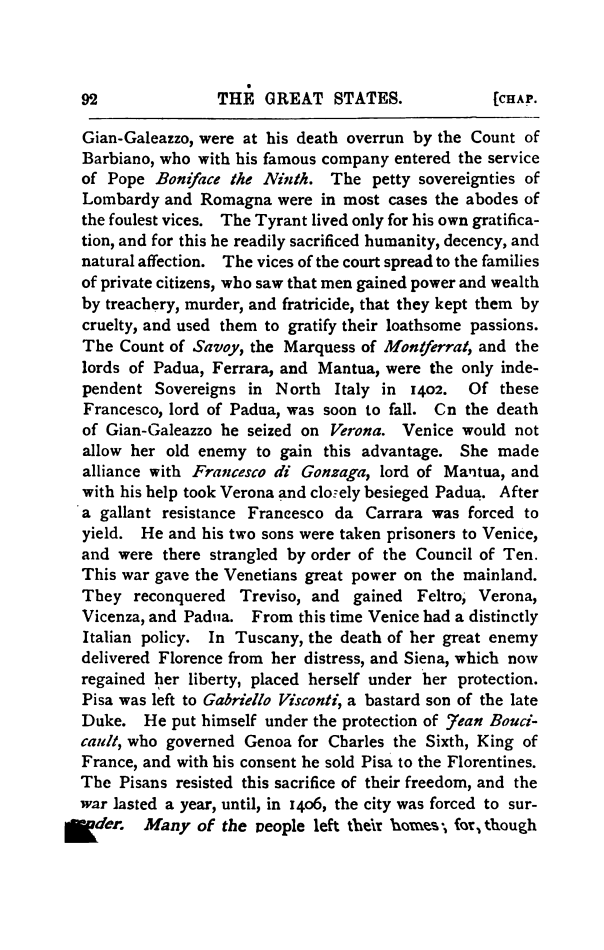 92 THE GREAT STATES. [CHAP.
Gian-Galeazzo, were at his death overrun by the Count of
Barbiano, who with his famous company entered the service
of Pope Boniface the Ninth. The petty sovereignties of
Lombardy and Romagna were in most cases the abodes of
the foulest vices. The Tyrant lived only for his own gratifica-
tion, and for this he readily sacrificed humanity, decency, and
natural affection. The vices of the court spread to the families
of private citizens, who saw that men gained power and wealth
by treachery, murder, and fratricide, that they kept them by
cruelty, and used them to gratify their loathsome passions.
The Count of Savoy, the Marquess of Montferrat, and the
lords of Padua, Ferrara, and Mantua, were the only inde-
pendent Sovereigns in North Italy in 1402. Of these
Francesco, lord of Padua, was soon to fall. Cn the death
of Gian-Galeazzo he seized on Verona. Venice would not
allow her old enemy to gain this advantage. She made
alliance with Francesco di Gonzaga, lord of Mantua, and
with his help took Verona and closely besieged Padua. After
a gallant resistance Francesco da Carrara was forced to
yield. He and his two sons were taken prisoners to Venice,
and were there strangled by order of the Council of Ten.
This war gave the Venetians great power on the mainland.
They reconquered Treviso, and gained Feltro, Verona,
Vicenza, and Padua. From this time Venice had a distinctly
Italian policy. In Tuscany, the death of her great enemy
delivered Florence from her distress, and Siena, which now
regained her liberty, placed herself under her protection.
Pisa was left to Gabriello Visconti, a bastard son of the late
Duke. He put himself under the protection of Jean Bouci-
cault, who governed Genoa for Charles the Sixth, King of
France, and with his consent he sold Pisa to the Florentines.
The Pisans resisted this sacrifice of their freedom, and the
war lasted a year, until, in 1406, the city was forced to sur-
render. Many of the people left their homes; for, though